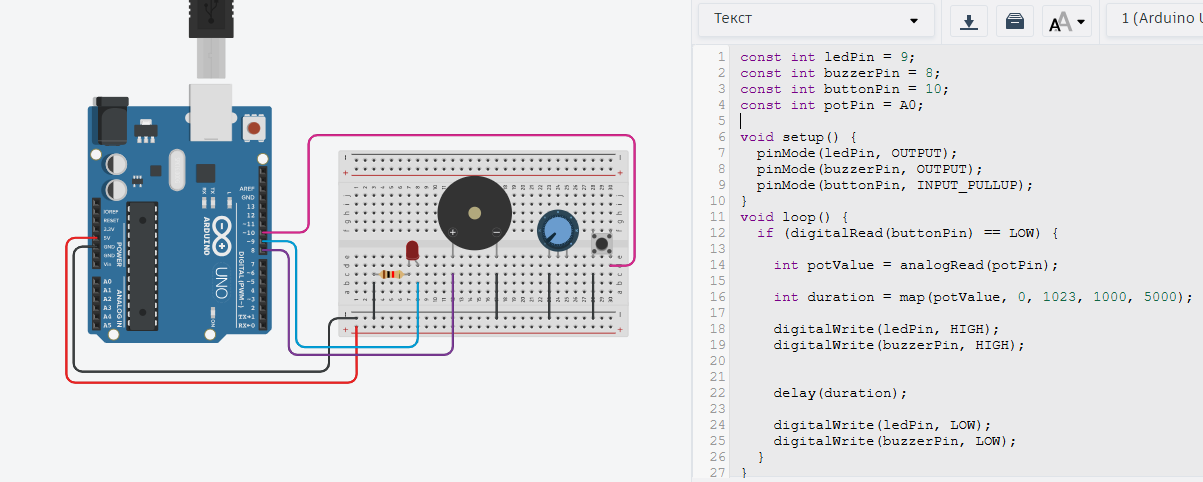 Текст
1 (Arduino U
1 const int ledPin = 9;
2 const int buzzerPin = 8;
3 const int buttonPin = 10;
4 const int potPin = A0;
5
6 void setup() {
7 pinMode(ledPin, OUTPUT);
8 pinMode(buzzerPin, OUTPUT);
9 pinMode(buttonPin, INPUT_PULLUP);
10 }
11 void loop() {
12 if (digitalRead(buttonPin) == LOW) {
13
14 int potValue = analogRead(potPin);
15
16 int duration = map(potValue, 0, 1023, 1000, 5000);
17
18 digitalWrite(ledPin, HIGH);
19 digitalWrite(buzzerPin, HIGH);
20
21
22 delay(duration);
23
24 digitalWrite(ledPin, LOW);
25 digitalWrite(buzzerPin, LOW);
26 }
27 }
IOREF
RESET
3.3V
5V
GND
GND
Vin
POWER
A0
A1
A2
A3
A4
A5
ANALOG IN
AREF
GND
13
12
~11
~10
~9
8
7
~6
~5
4
~3
2
TX→1
RX←0
DIGITAL (PWM~)
L
TX
RX
ON
ARDUINO
UNO